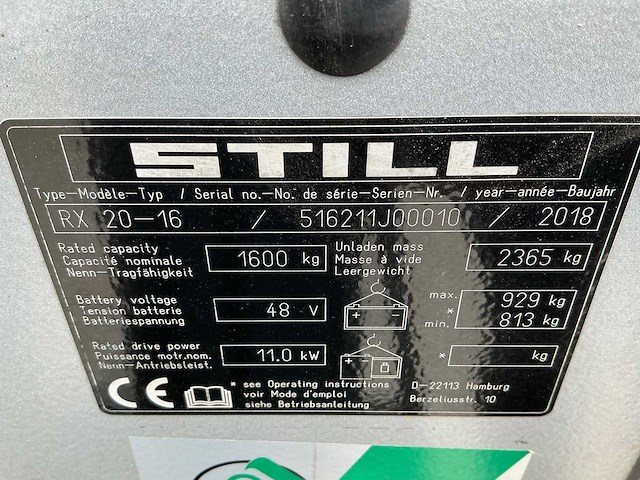 STILL
Type-Modèle-Typ / Serial no.-No. de série-Serien-Nr. / year-année-Baujahr
RX 20-16 / 516211J00010 / 2018
Rated capacity
Capacité nominale
Nenn-Tragfähigkeit
1600 kg
Unladen mass
Masse à vide
Leergewicht
2365 kg
Battery voltage
Tension batterie
Batteriespannung
48 V
+ -
max. 929 kg
*
min. 813 kg
Rated drive power
Puissance motr.nom.
Nenn-Antriebsleist.
11.0 kW
+
* kg
CE
* see Operating instructions
voir Mode d'emploi
siehe Betriebsanleitung
D-22113 Hamburg
Berzeliusstr. 10